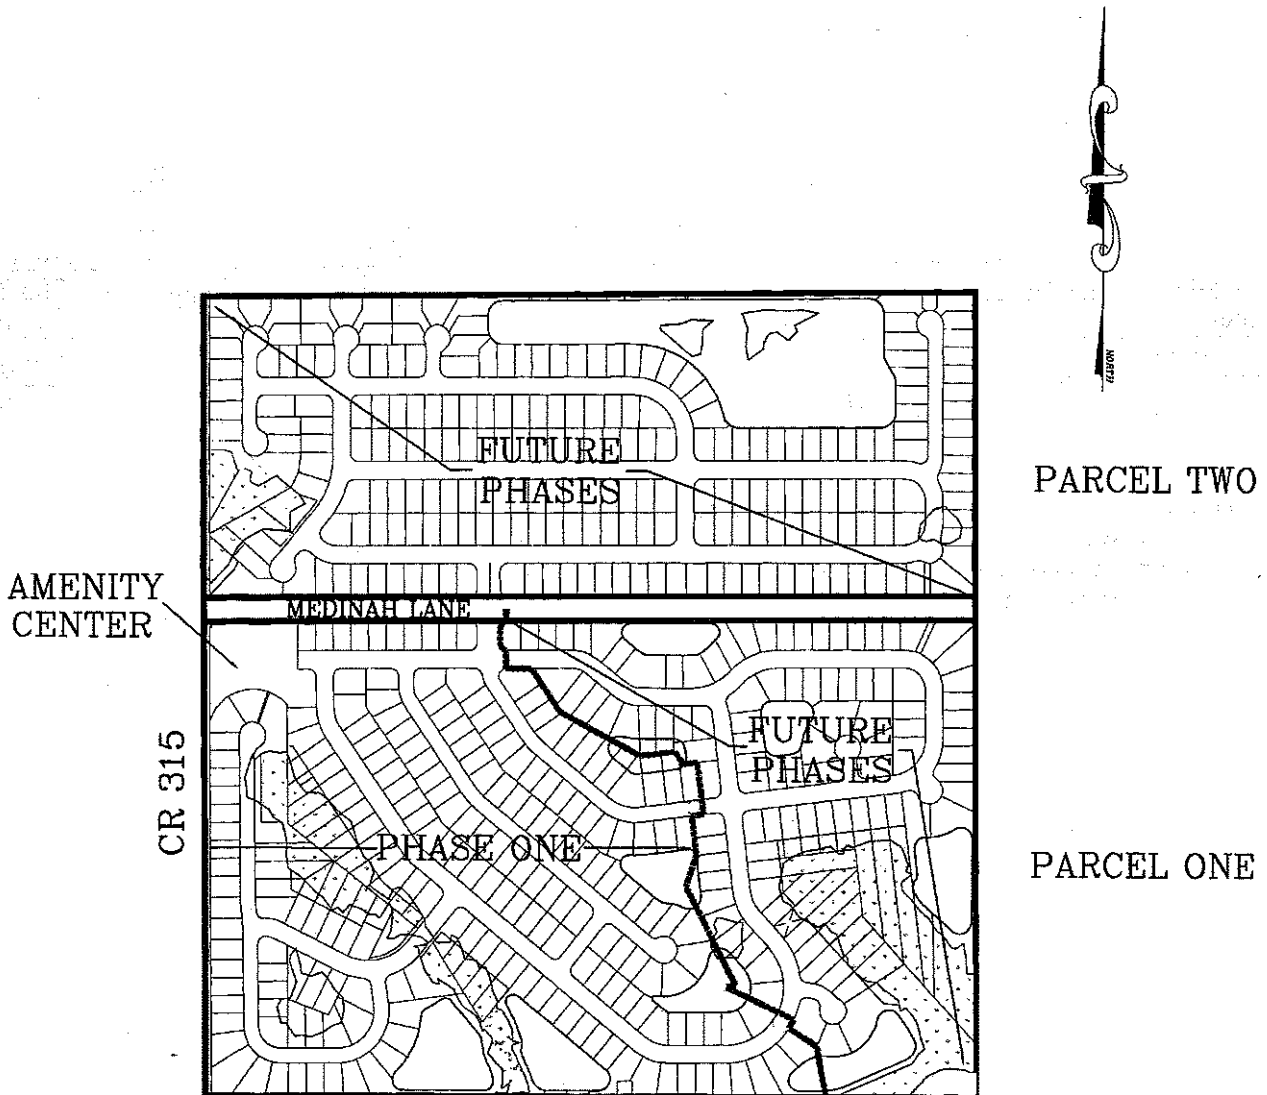 NORTH
FUTURE
PHASES
PARCEL TWO
AMENITY
CENTER
MEDINAH LANE
FUTURE
PHASES
CR 315
PHASE ONE
PARCEL ONE